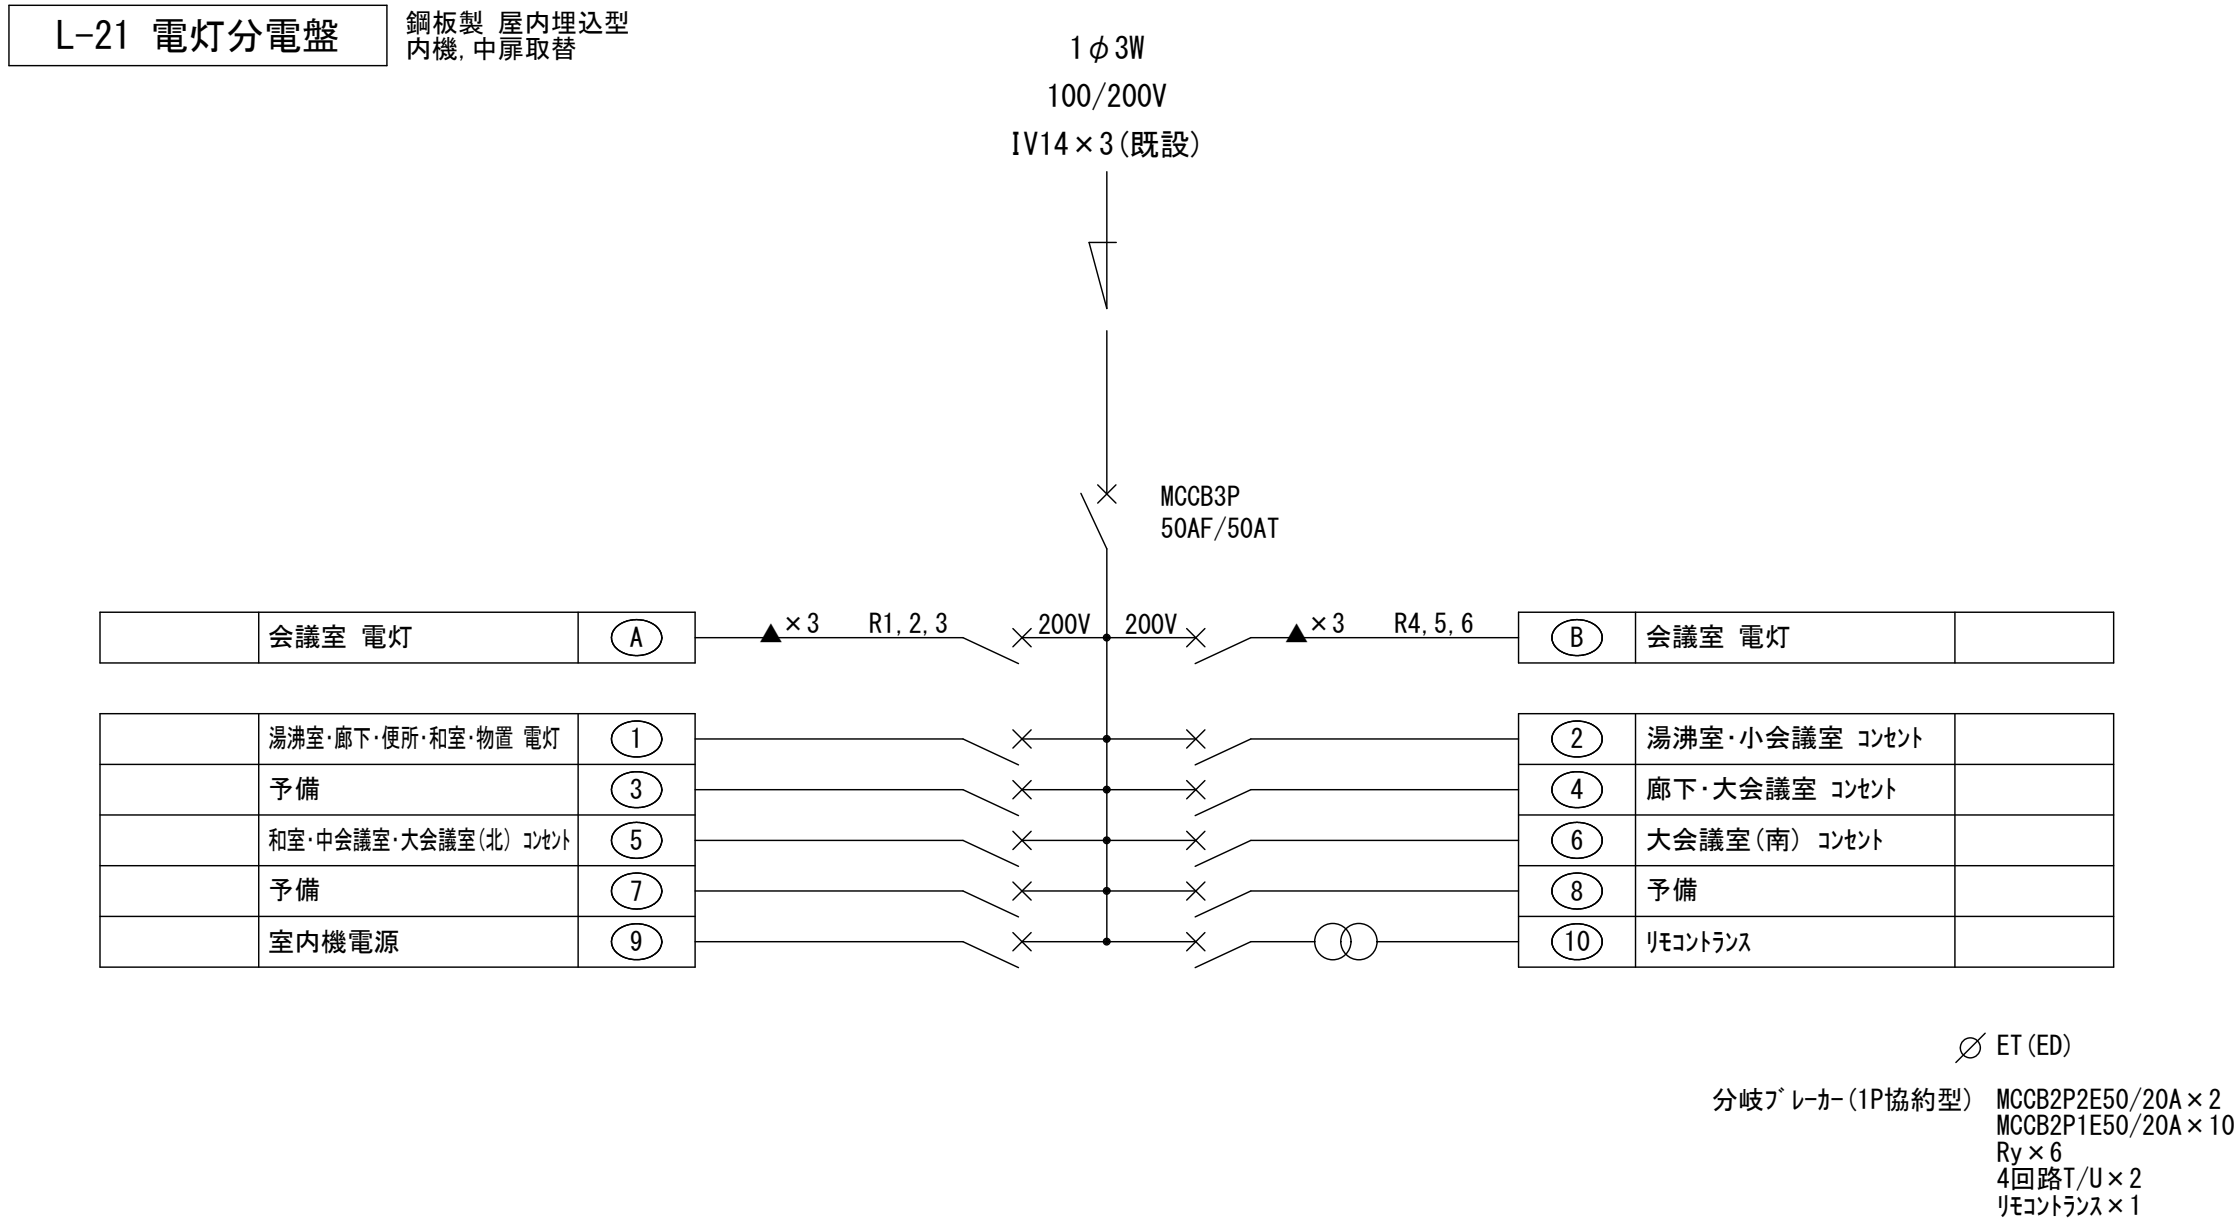 L-21 電灯分電盤
鋼板製 屋内埋込型
内機,中扉取替
1φ3W
100/200V
IV14×3(既設)
MCCB3P
50AF/50AT
会議室 電灯 A ×3 R1,2,3 200V 200V ×3 R4,5,6 B 会議室 電灯
湯沸室・廊下・便所・和室・物置 電灯 1 2 湯沸室・小会議室 コンセント
予備 3 4 廊下・大会議室 コンセント
和室・中会議室・大会議室(北) コンセント 5 6 大会議室(南) コンセント
予備 7 8 予備
室内機電源 9 10 リモコントランス
ET(ED)
分岐ブレーカー(1P協約型) MCCB2P2E50/20A×2
MCCB2P1E50/20A×10
Ry×6
4回路T/U×2
リモコントランス×1